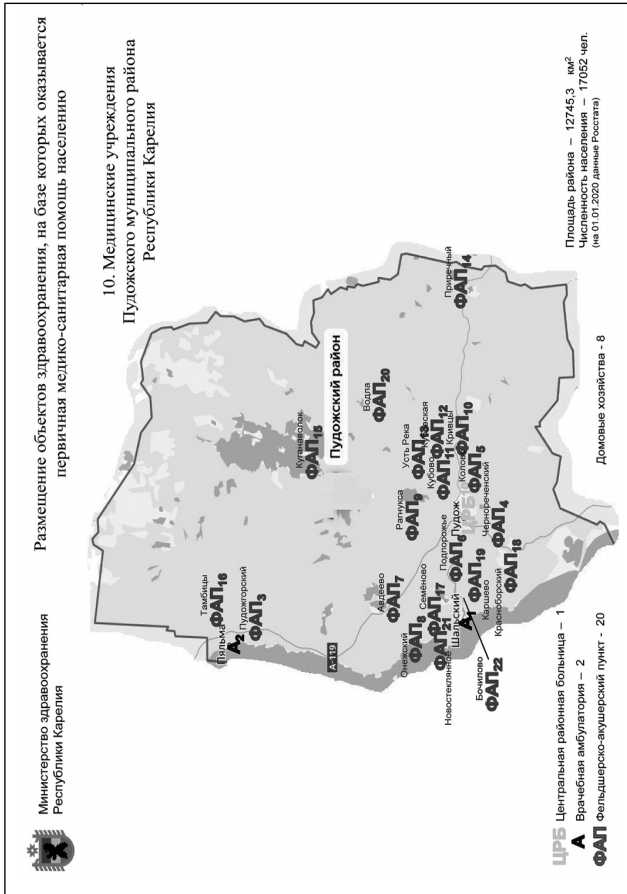 Министерство здравоохранения
Республики Карелия
Размещение объектов здравоохранения, на базе которых оказывается
первичная медико-санитарная помощь населению
10. Медицинские учреждения
Пудожского муниципального района
Республики Карелия
Тамбицы
ФАП16
Пяльма
А2
Пудожгорский
ФАП3
Куганаволок
ФАП15
А-119
Пудожский район
Водла
ФАП20
Авдеево
ФАП7
Рагнукса
ФАП9
Усть Река
ФАП13
Онежский
ФАП8
Семёново
ФАП17
Кубово
ФАП11
ФАП12
Кривцы
ФАП10
Новостеклянное
ФАП21
Подпорожье
ФАП6
Пудож
ЦРБ
ФАП5
Приречный
ФАП14
Шальский
А1
ФАП19
Каршево
Чернореченский
ФАП4
Бочилово
ФАП22
Красноборский
ФАП18
ЦРБ Центральная районная больница – 1
А Врачебная амбулатория – 2
ФАП Фельдшерско-акушерский пункт - 20
Домовые хозяйства - 8
Площадь района – 12745,3 км²
Численность населения – 17052 чел.
(на 01.01.2020 данные Росстата)